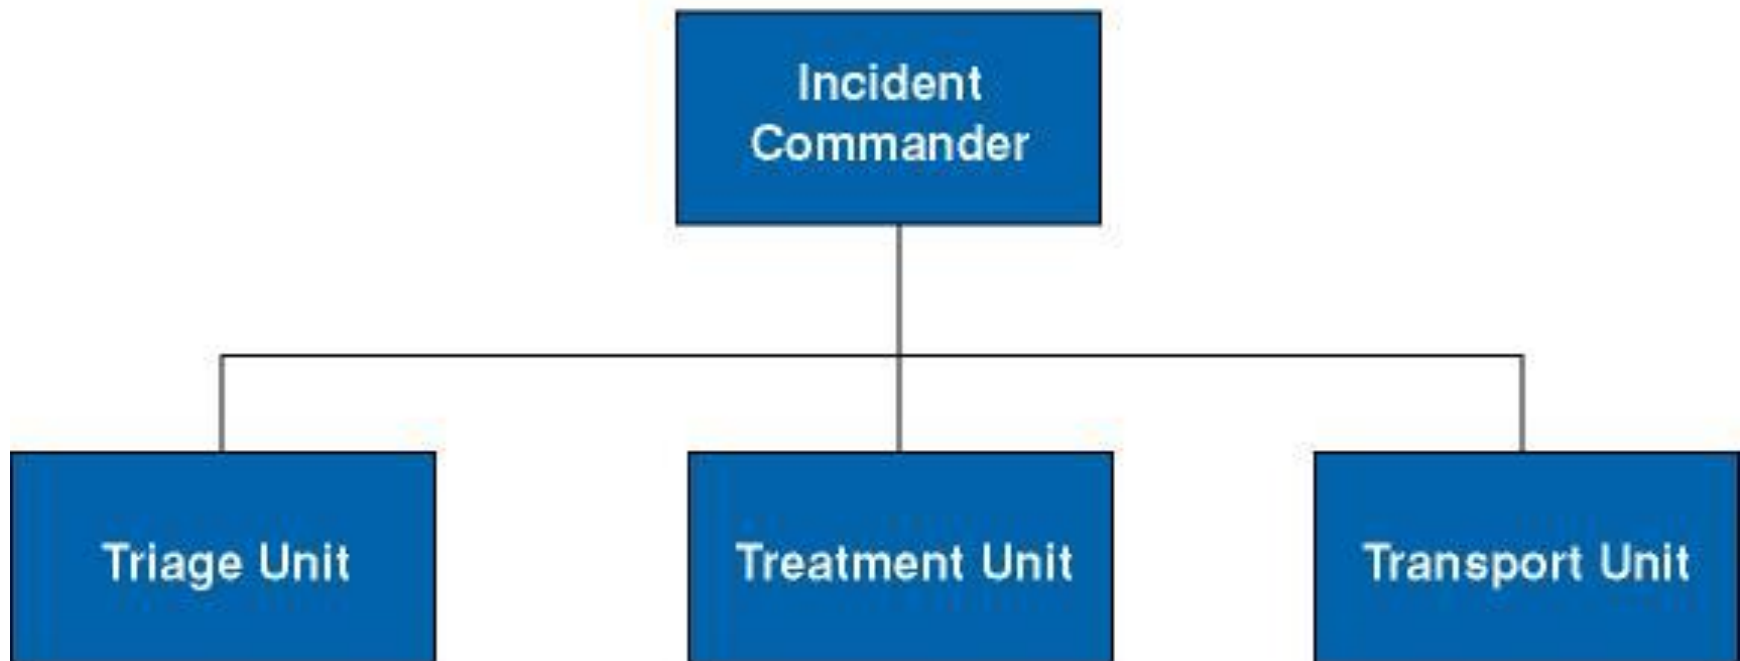 Incident
Commander
Triage Unit
Treatment Unit
Transport Unit